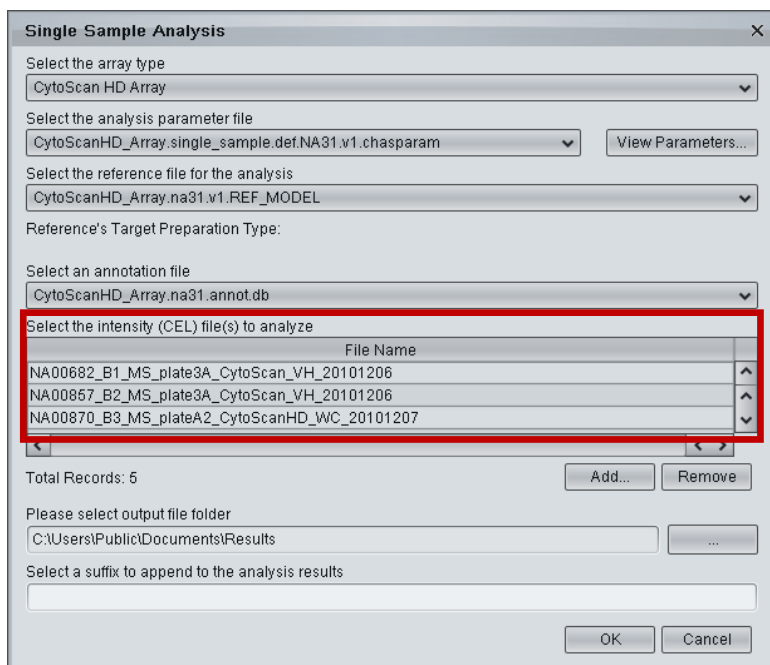 Single Sample Analysis
Select the array type
CytoScan HD Array
Select the analysis parameter file
CytoScanHD_Array.single_sample.def.NA31.v1.chasparam
View Parameters...
Select the reference file for the analysis
CytoScanHD_Array.na31.v1.REF_MODEL
Reference's Target Preparation Type:
Select an annotation file
CytoScanHD_Array.na31.annot.db
Select the intensity (CEL) file(s) to analyze
File Name
NA00682_B1_MS_plate3A_CytoScan_VH_20101206
NA00857_B2_MS_plate3A_CytoScan_VH_20101206
NA00870_B3_MS_plateA2_CytoScanHD_WC_20101207
Total Records: 5
Add...
Remove
Please select output file folder
C:\Users\Public\Documents\Results
...
Select a suffix to append to the analysis results
OK
Cancel